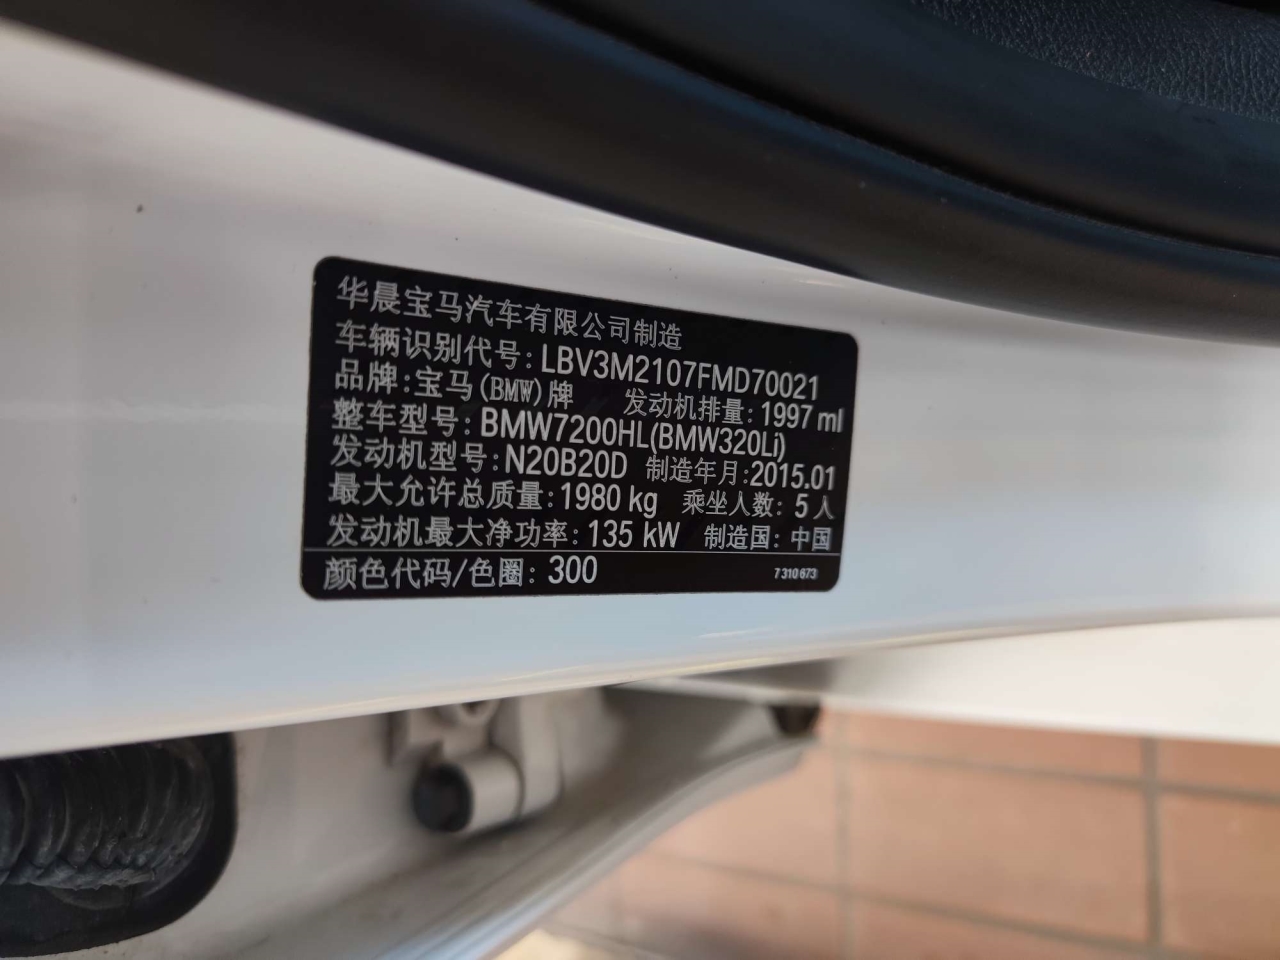 华晨宝马汽车有限公司制造
车辆识别代号: LBV3M2107FMD70021
品牌:宝马(BMW)牌 发动机排量: 1997 ml
整车型号: BMW7200HL(BMW320Li)
发动机型号: N20B20D 制造年月:2015.01
最大允许总质量: 1980 kg 乘坐人数: 5人
发动机最大净功率: 135 kW 制造国: 中国
颜色代码/色圈: 300 7 310 673